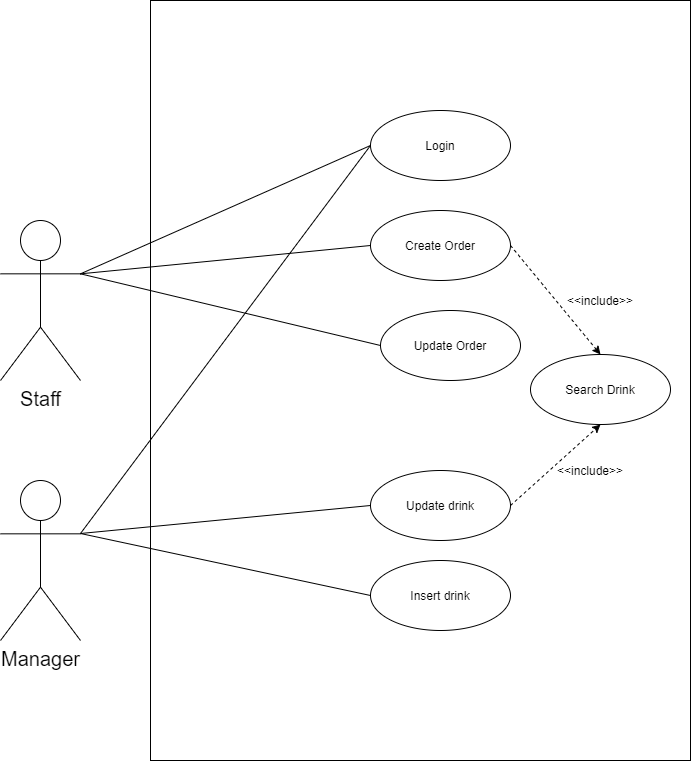 Login
Create Order
<<include>>
Update Order
Search Drink
Staff
<<include>>
Update drink
Insert drink
Manager